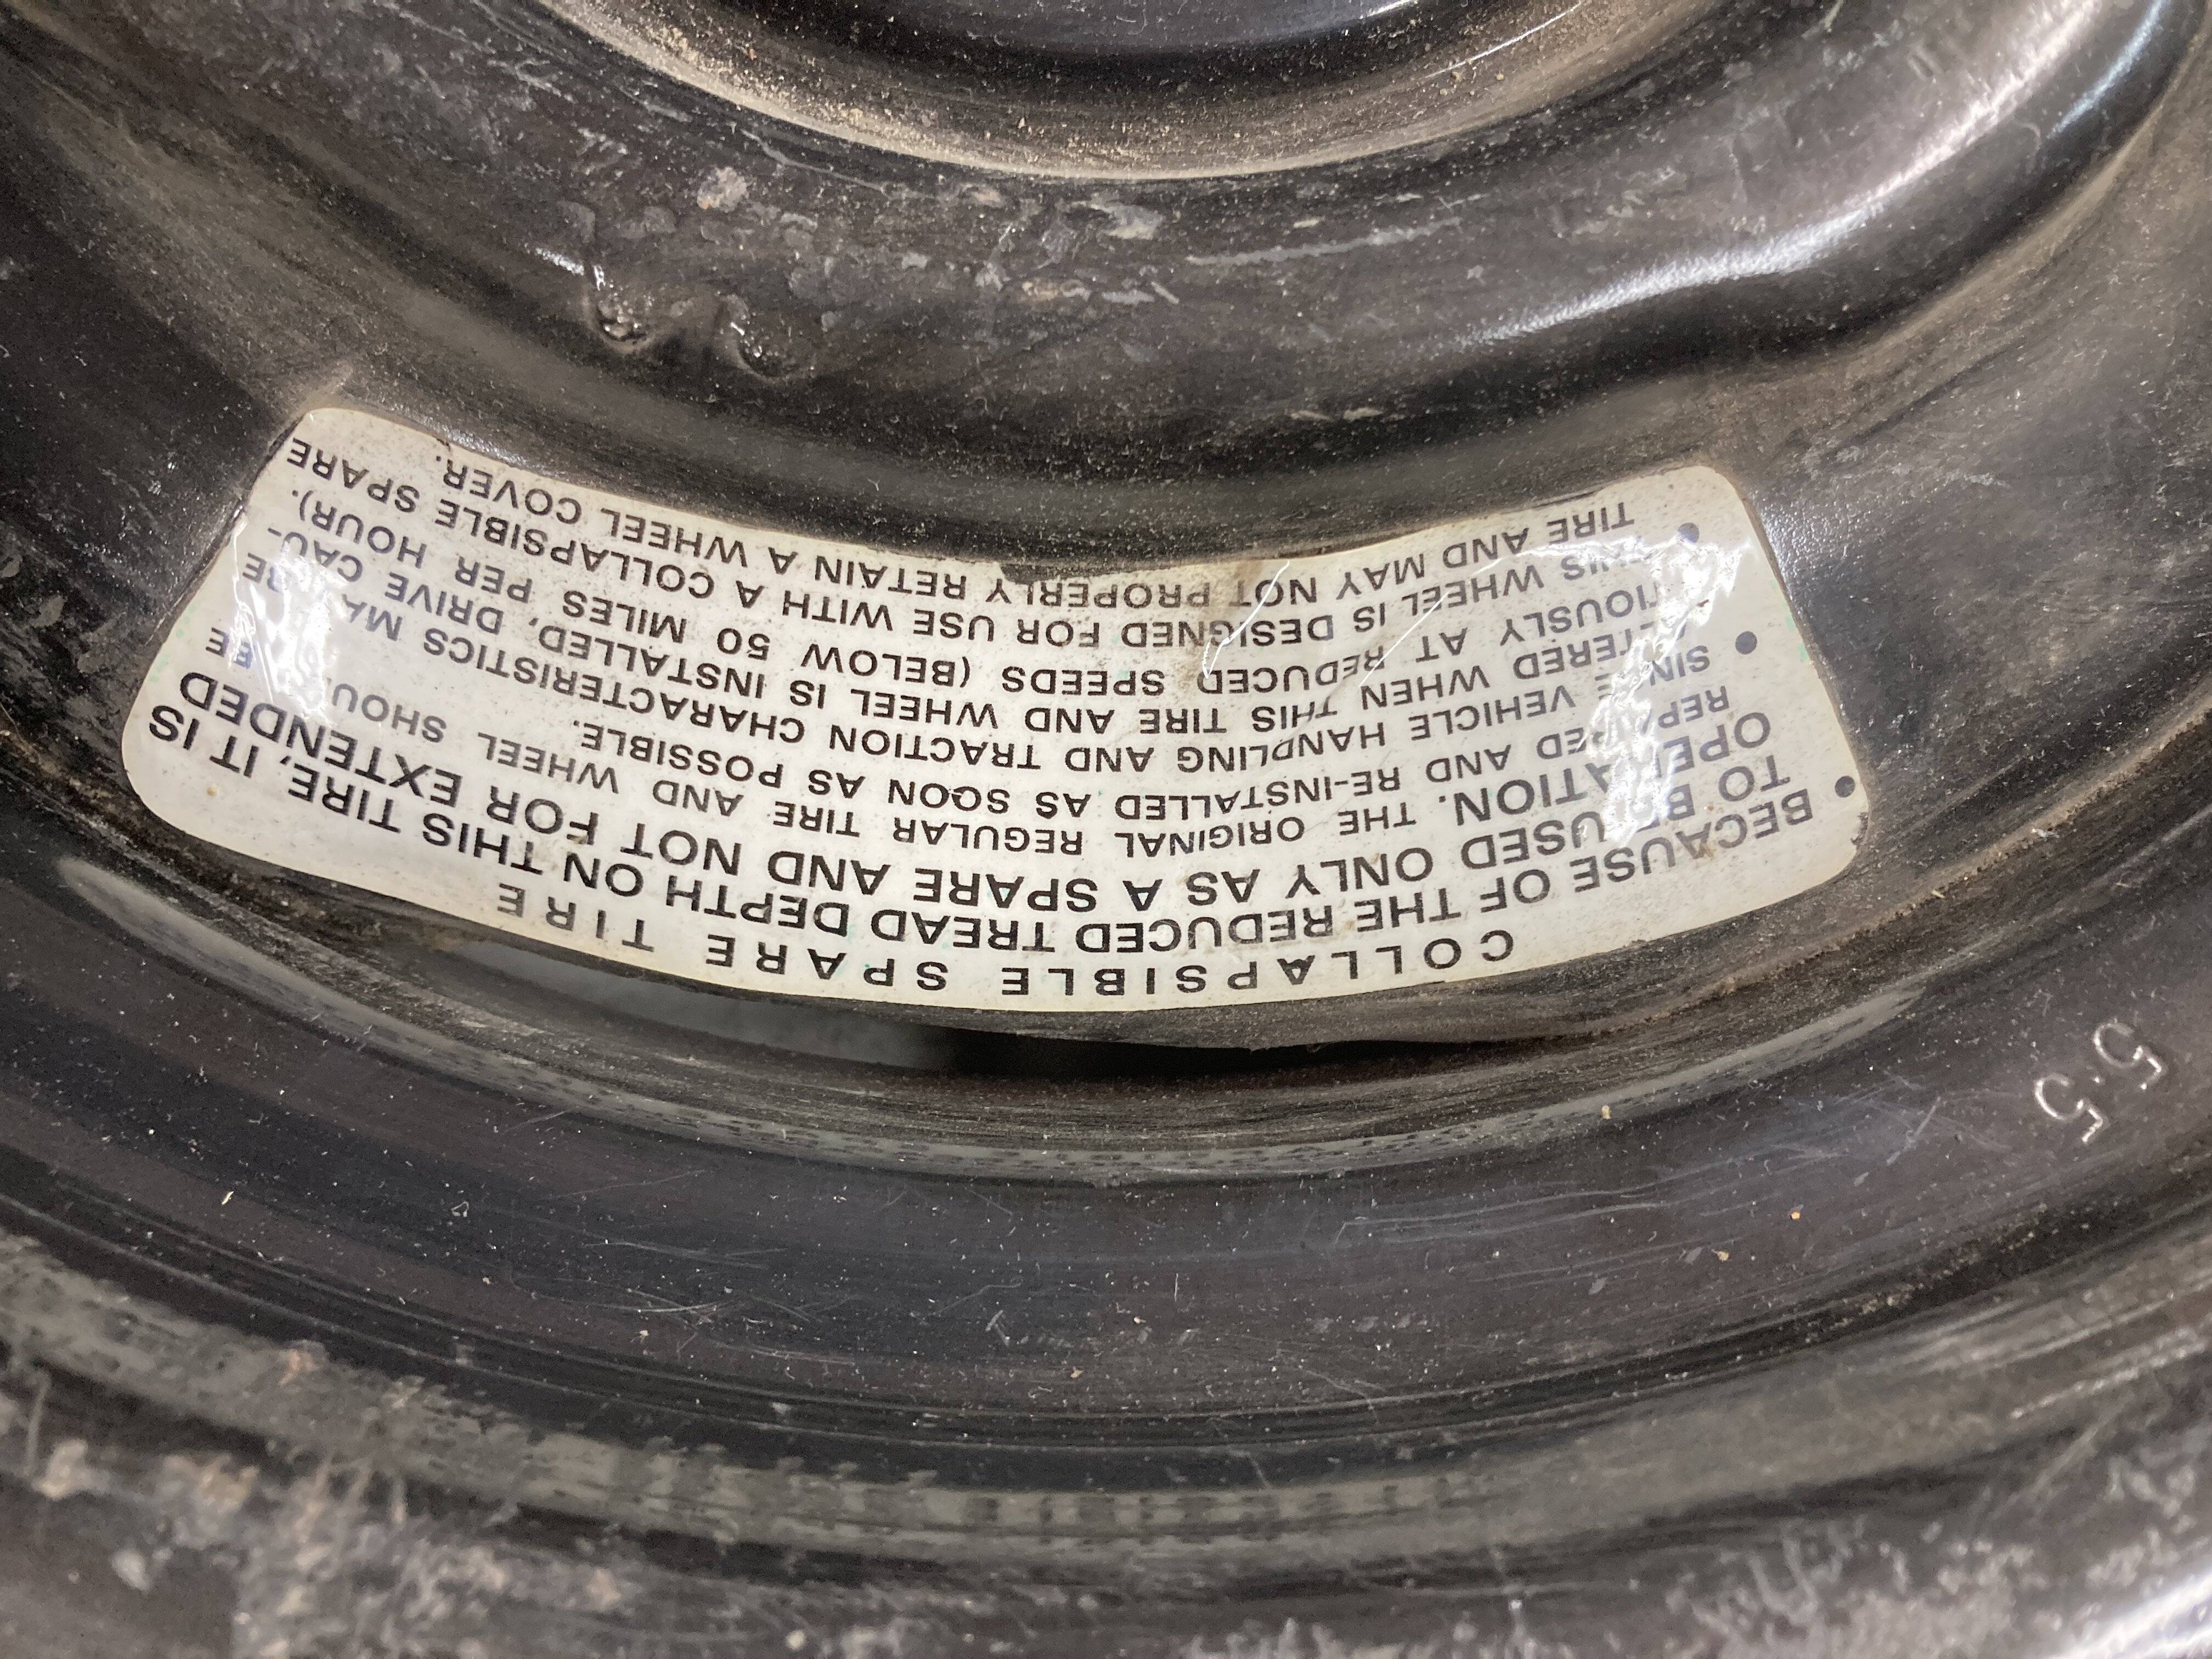 COLLAPSIBLE SPARE TIRE
• BECAUSE OF THE REDUCED TREAD DEPTH ON THIS TIRE, IT IS
TO BE USED ONLY AS A SPARE AND NOT FOR EXTENDED
OPERATION. THE ORIGINAL REGULAR TIRE AND WHEEL SHOULD BE
REPAIRED AND RE-INSTALLED AS SOON AS POSSIBLE.
• SINCE VEHICLE HANDLING AND TRACTION CHARACTERISTICS MAY BE
ALTERED WHEN THIS TIRE AND WHEEL IS INSTALLED, DRIVE CAU-
TIOUSLY AT REDUCED SPEEDS (BELOW 50 MILES PER HOUR).
• THIS WHEEL IS DESIGNED FOR USE WITH A COLLAPSIBLE SPARE
TIRE AND MAY NOT PROPERLY RETAIN A WHEEL COVER.
5.5